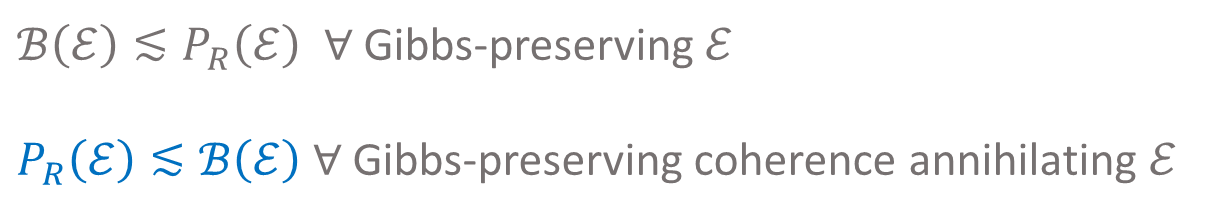 ℬ(ℰ) ≲ P_R(ℰ) ∀ Gibbs-preserving ℰ
P_R(ℰ) ≲ ℬ(ℰ) ∀ Gibbs-preserving coherence annihilating ℰ